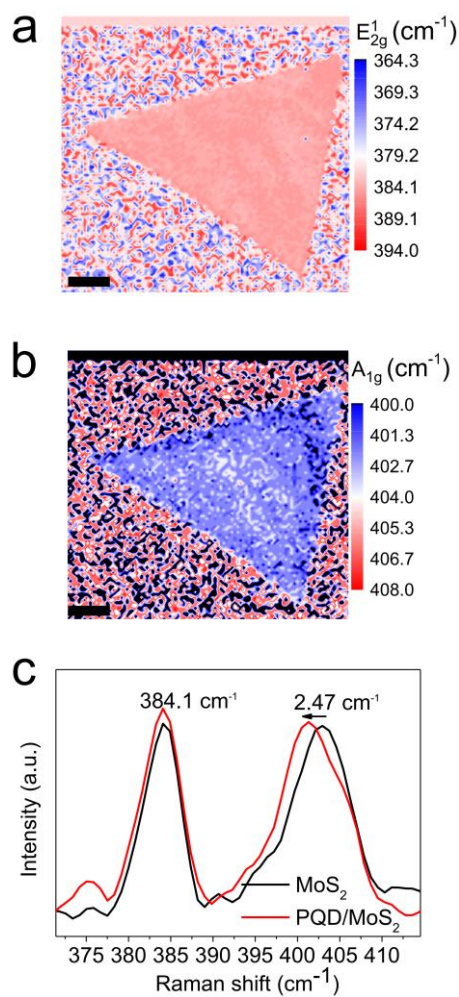 a
E¹₂g (cm⁻¹)
364.3
369.3
374.2
379.2
384.1
389.1
394.0
b
A₁g (cm⁻¹)
400.0
401.3
402.7
404.0
405.3
406.7
408.0
c
384.1 cm⁻¹
2.47 cm⁻¹
Intensity (a.u.)
MoS₂
PQD/MoS₂
375 380 385 390 395 400 405 410
Raman shift (cm⁻¹)